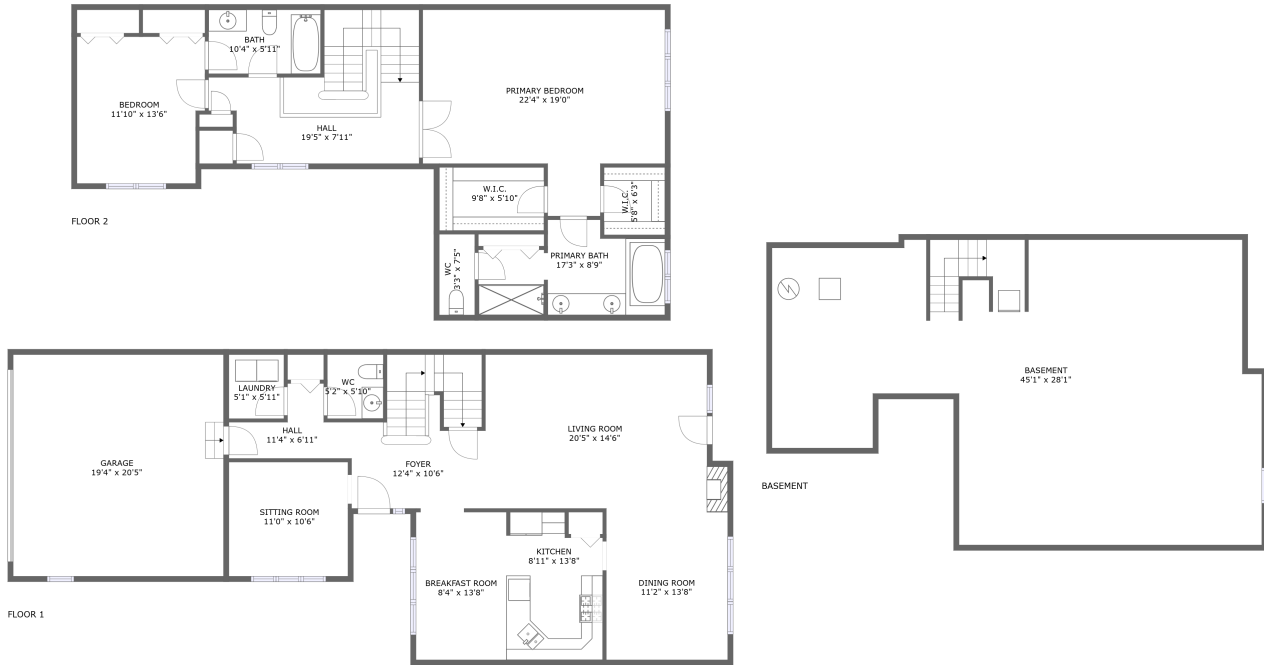 BATH
10'4" x 5'11"
BEDROOM
11'10" x 13'6"
HALL
19'5" x 7'11"
PRIMARY BEDROOM
22'4" x 19'0"
W.I.C.
9'8" x 5'10"
W.I.C.
5'8" x 6'3"
WC
3'3" x 7'5"
PRIMARY BATH
17'3" x 8'9"
FLOOR 2
LAUNDRY
5'1" x 5'11"
WC
5'2" x 5'10"
HALL
11'4" x 6'11"
GARAGE
19'4" x 20'5"
FOYER
12'4" x 10'6"
LIVING ROOM
20'5" x 14'6"
SITTING ROOM
11'0" x 10'6"
KITCHEN
8'11" x 13'8"
BREAKFAST ROOM
8'4" x 13'8"
DINING ROOM
11'2" x 13'8"
FLOOR 1
BASEMENT
45'1" x 28'1"
BASEMENT